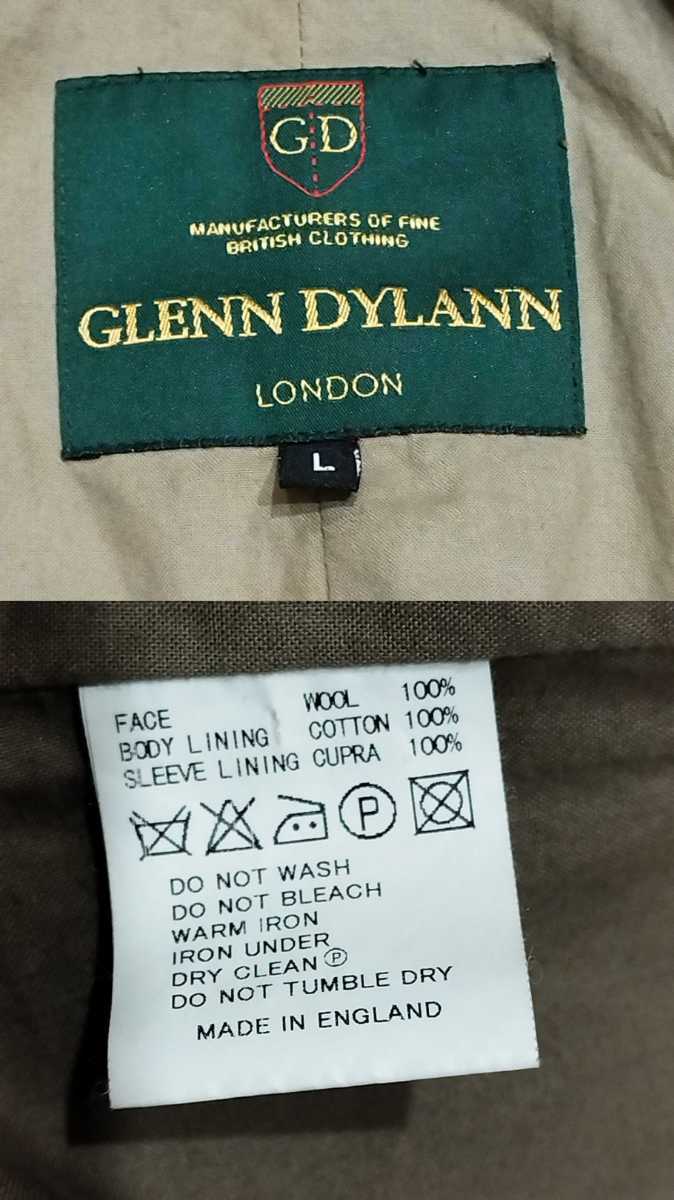 GD
MANUFACTURERS OF FINE
BRITISH CLOTHING
GLENN DYLANN
LONDON
L
FACE WOOL 100%
BODY LINING COTTON 100%
SLEEVE LINING CUPRA 100%
P
DO NOT WASH
DO NOT BLEACH
WARM IRON
IRON UNDER
DRY CLEAN Ⓟ
DO NOT TUMBLE DRY
MADE IN ENGLAND